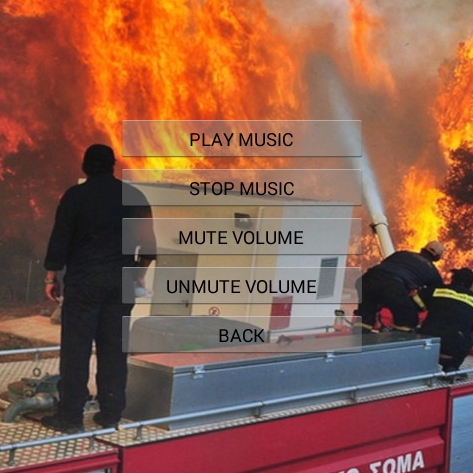 PLAY MUSIC
STOP MUSIC
MUTE VOLUME
UNMUTE VOLUME
BACK
ΣΩΜΑ